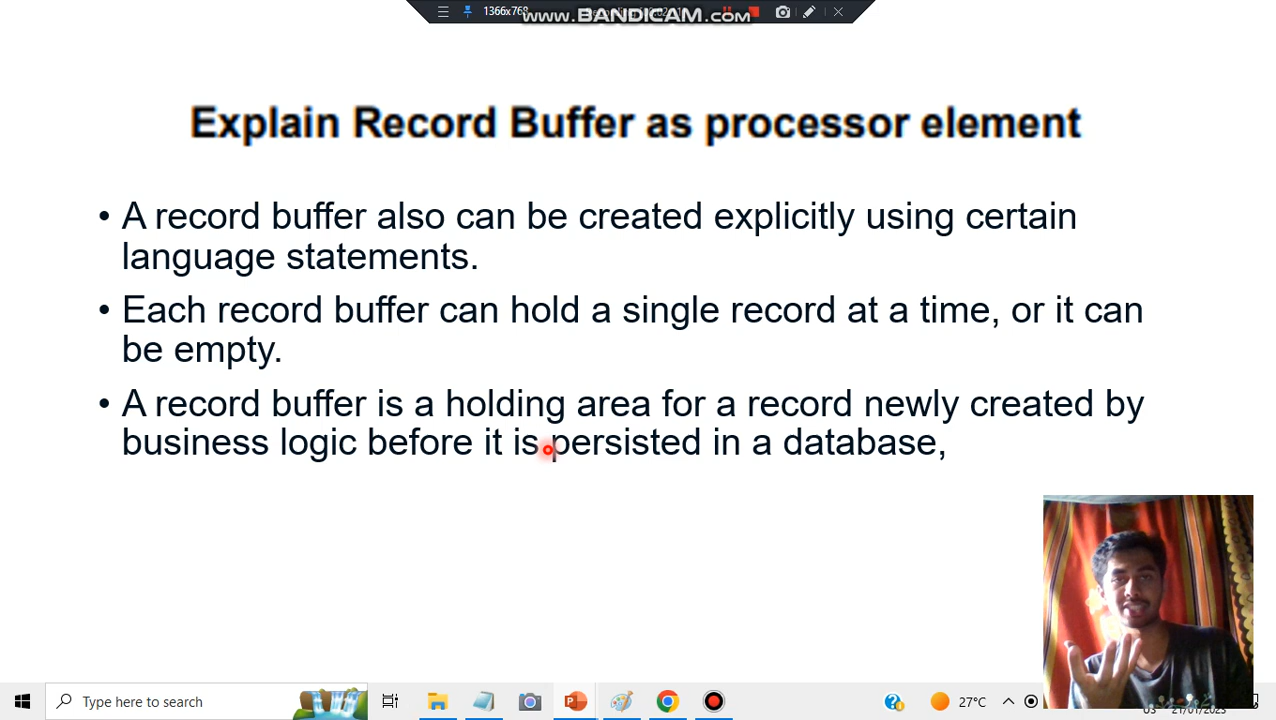 1366x768
www.BANDICAM.com
Explain Record Buffer as processor element
• A record buffer also can be created explicitly using certain
language statements.
• Each record buffer can hold a single record at a time, or it can
be empty.
• A record buffer is a holding area for a record newly created by
business logic before it is persisted in a database,
Type here to search
27°C
21/01/2023